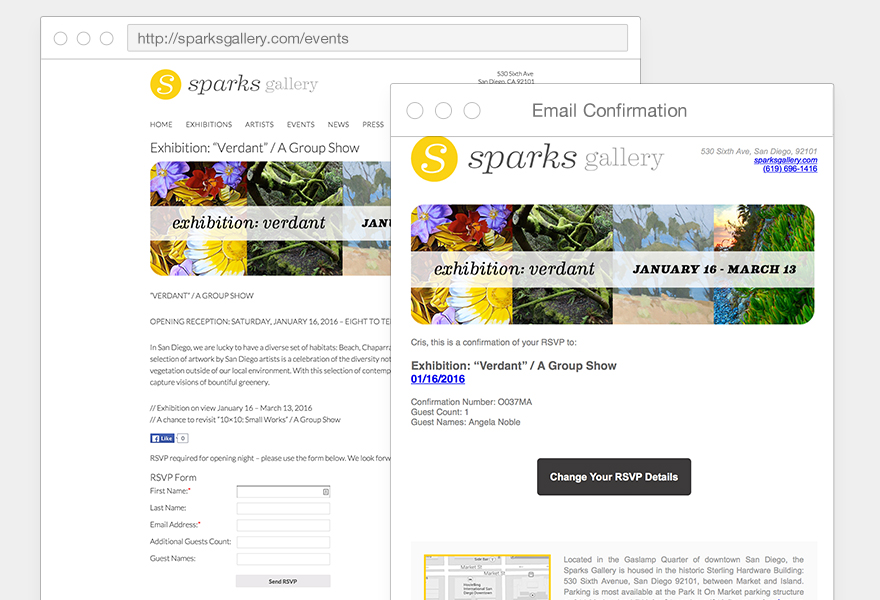 http://sparksgallery.com/events
S sparks gallery
530 Sixth Ave
San Diego, CA 92101
HOME EXHIBITIONS ARTISTS EVENTS NEWS PRESS
Exhibition: “Verdant” / A Group Show
exhibition: verdant
“VERDANT” / A GROUP SHOW
OPENING RECEPTION: SATURDAY, JANUARY 16, 2016 – EIGHT TO
In San Diego, we are lucky to have a diverse set of habitats: Beach,
selection of artwork by San Diego artists is a celebration of the diversity
vegetation outside of our local environment. With this selection of
capture visions of bountiful greenery.
// Exhibition on view January 16 – March 13, 2016
// A chance to revisit “10×10: Small Works” / A Group Show
f Like 0
RSVP required for opening night – please use the form below. We look
RSVP Form
First Name:*
Last Name:
Email Address:*
Additional Guests Count:
Guest Names:
Send RSVP
Email Confirmation
S sparks gallery
530 Sixth Ave, San Diego, 92101
sparksgallery.com
(619) 696-1416
exhibition: verdant JANUARY 16 - MARCH 13
Cris, this is a confirmation of your RSVP to:
Exhibition: “Verdant” / A Group Show
01/16/2016
Confirmation Number: O037MA
Guest Count: 1
Guest Names: Angela Noble
Change Your RSVP Details
Market St
Market St
Located in the Gaslamp Quarter of downtown San Diego, the
Sparks Gallery is housed in the historic Sterling Hardware Building:
530 Sixth Avenue, San Diego 92101, between Market and Island.
Parking is most available at the Park It On Market parking structure